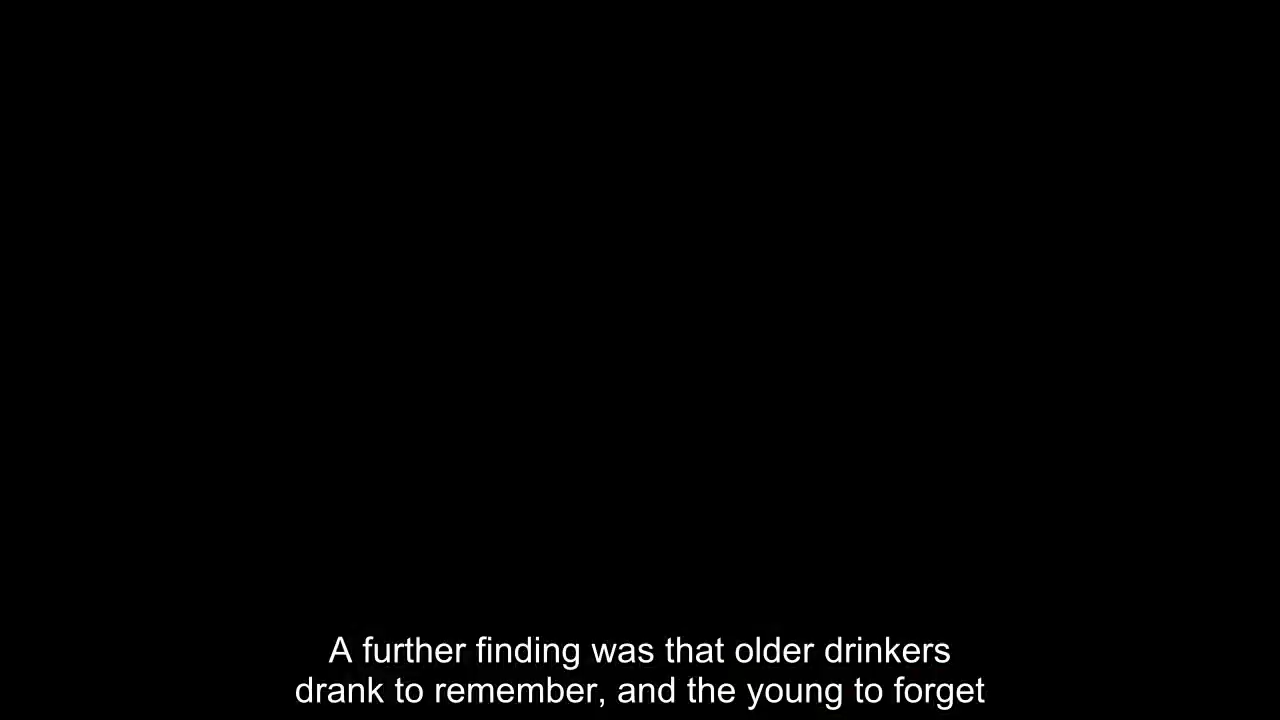 A further finding was that older drinkers
drank to remember, and the young to forget